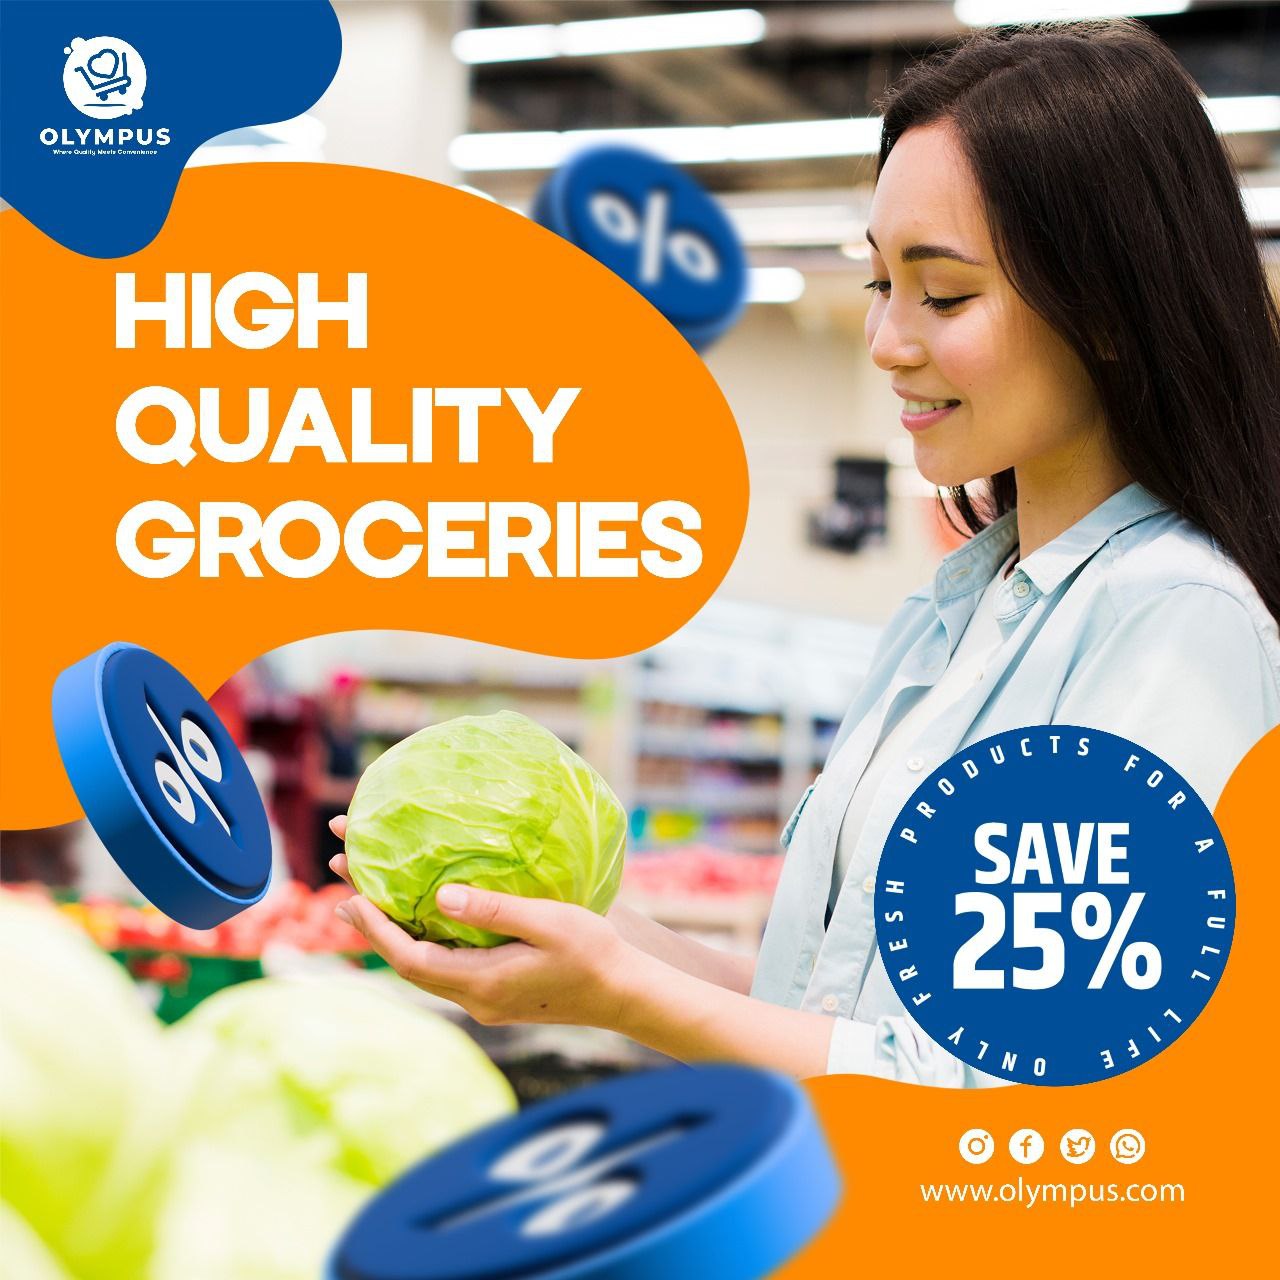 OLYMPUS
Where Quality Meets Convenience
%
HIGH
QUALITY
GROCERIES
%
ONLY FRESH PRODUCTS FOR A FULL LIFE
SAVE
25%
%
www.olympus.com